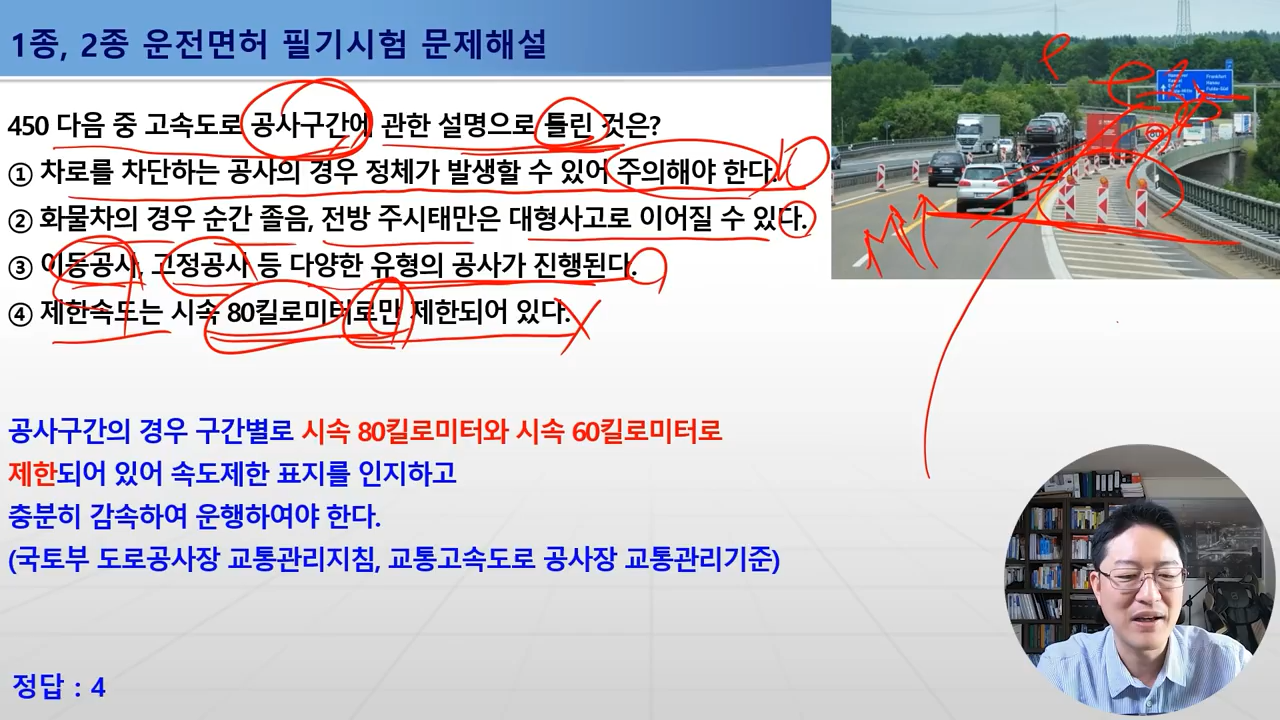 1종, 2종 운전면허 필기시험 문제해설
450 다음 중 고속도로 공사구간에 관한 설명으로 틀린 것은?
① 차로를 차단하는 공사의 경우 정체가 발생할 수 있어 주의해야 한다.
② 화물차의 경우 순간 졸음, 전방 주시태만은 대형사고로 이어질 수 있다.
③ 이동공사, 고정공사 등 다양한 유형의 공사가 진행된다.
④ 제한속도는 시속 80킬로미터로만 제한되어 있다.
공사구간의 경우 구간별로 시속 80킬로미터와 시속 60킬로미터로
제한되어 있어 속도제한 표지를 인지하고
충분히 감속하여 운행하여야 한다.
(국토부 도로공사장 교통관리지침, 교통고속도로 공사장 교통관리기준)
정답 : 4